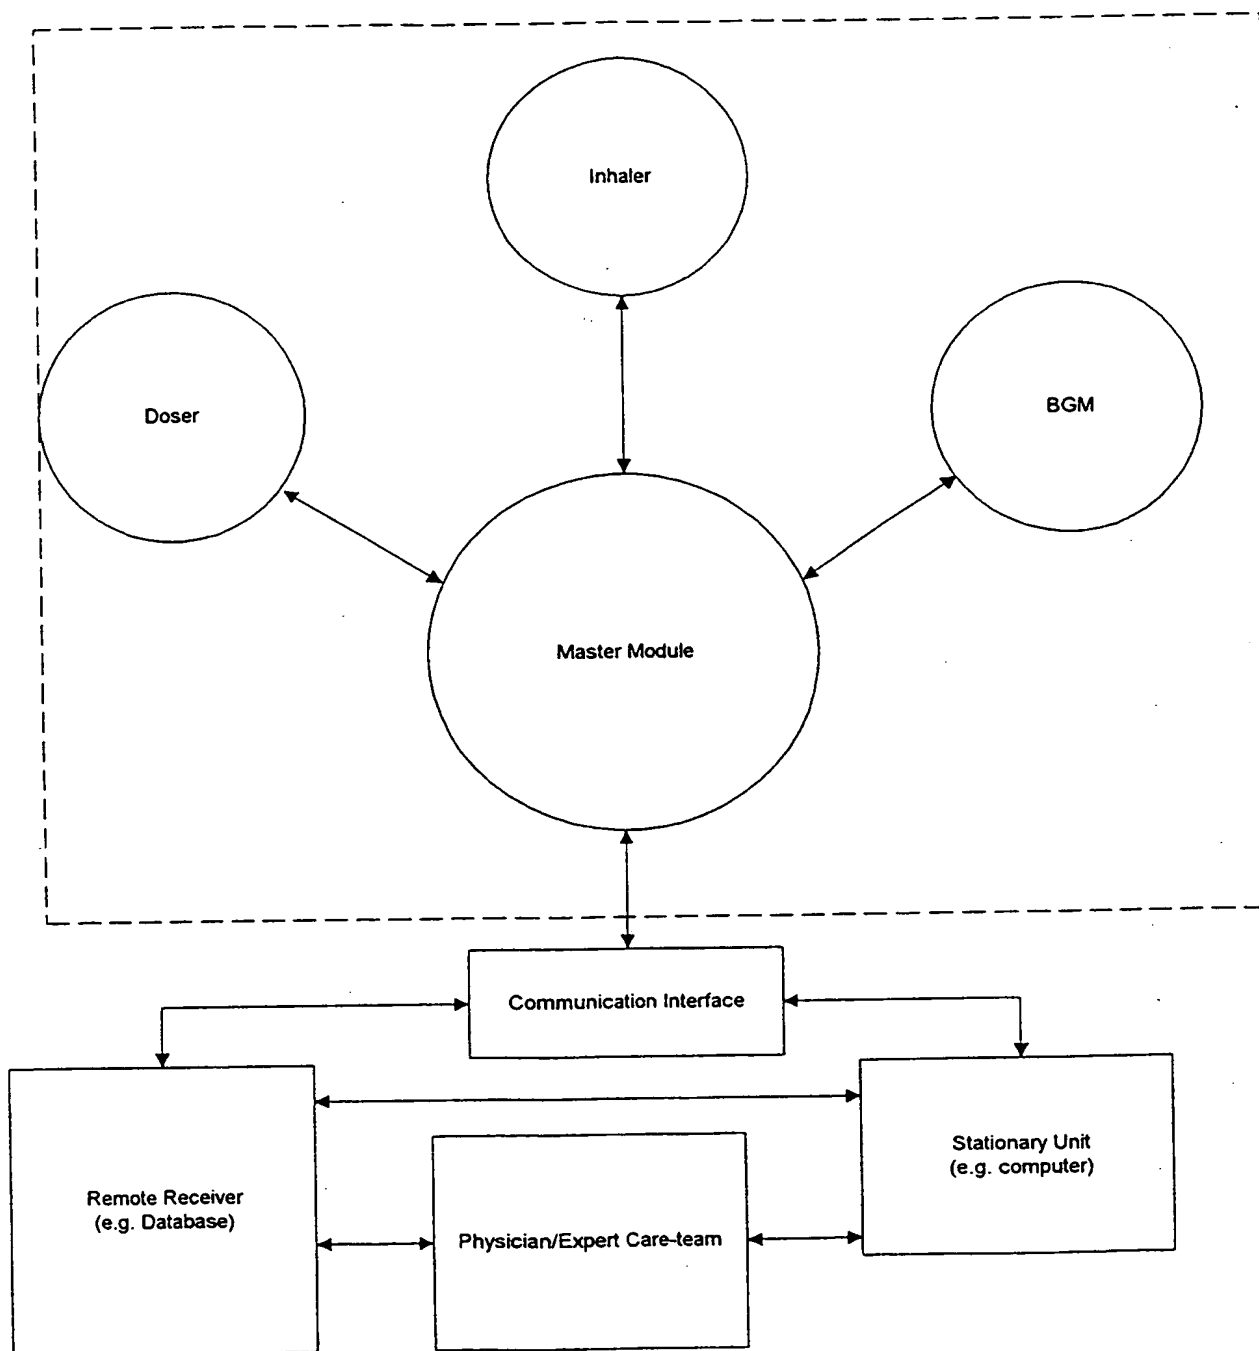 Inhaler
Doser
BGM
Master Module
Communication Interface
Stationary Unit
(e.g. computer)
Remote Receiver
(e.g. Database)
Physician/Expert Care-team